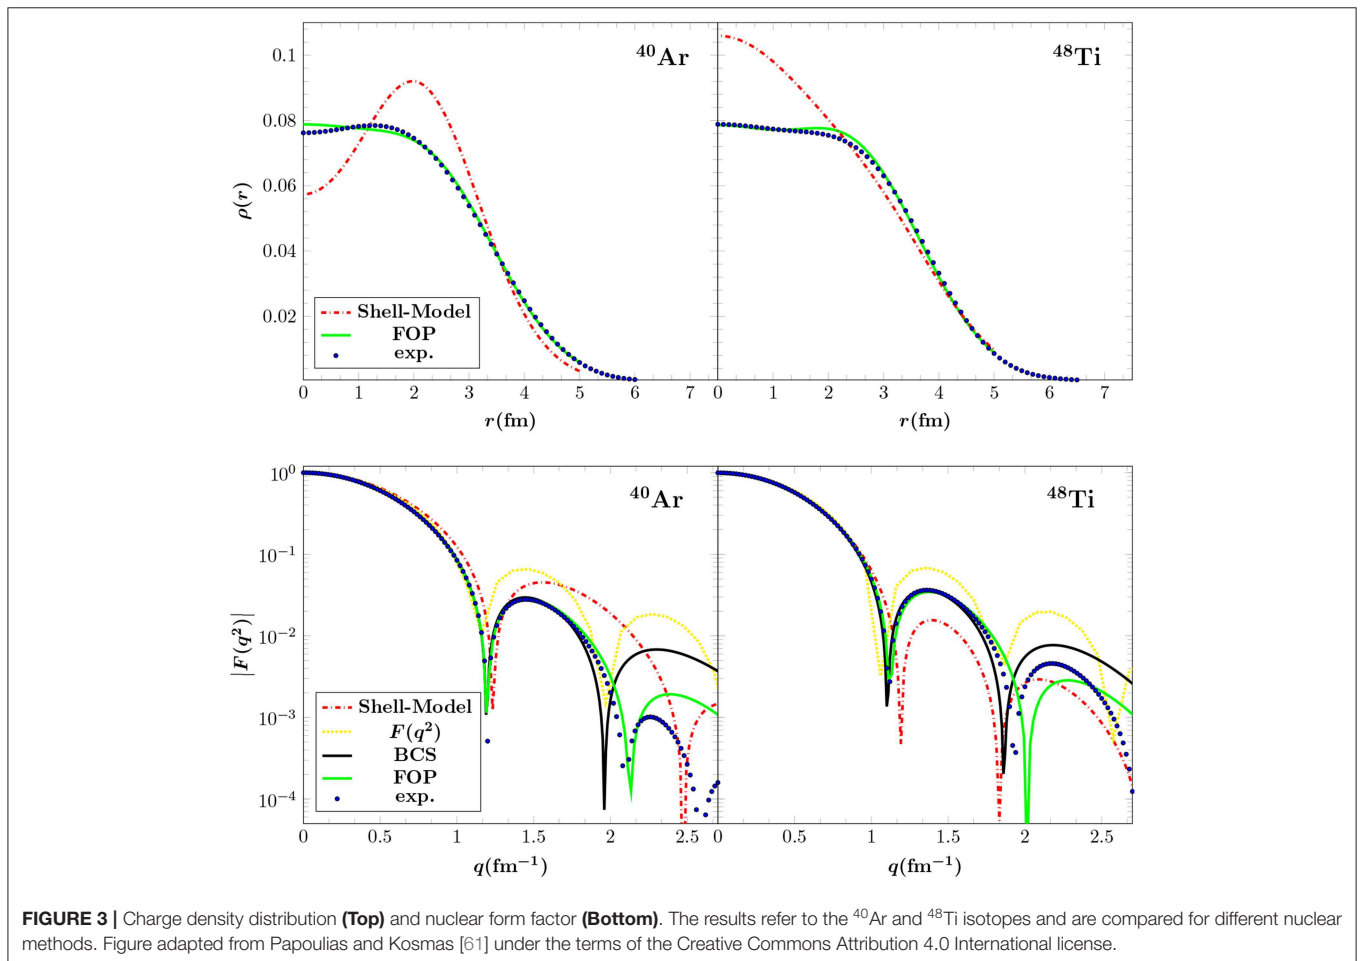 ⁴⁰Ar
⁴⁸Ti
0.1
0.08
0.06
0.04
0.02
ρ(r)
Shell-Model
FOP
exp.
0 1 2 3 4 5 6 7
0 1 2 3 4 5 6 7
r(fm)
r(fm)
⁴⁰Ar
⁴⁸Ti
10⁰
10⁻¹
10⁻²
10⁻³
10⁻⁴
|F(q²)|
Shell-Model
F(q²)
BCS
FOP
exp.
0 0.5 1 1.5 2 2.5
0 0.5 1 1.5 2 2.5
q(fm⁻¹)
q(fm⁻¹)
FIGURE 3 | Charge density distribution (Top) and nuclear form factor (Bottom). The results refer to the ⁴⁰Ar and ⁴⁸Ti isotopes and are compared for different nuclear
methods. Figure adapted from Papoulias and Kosmas [61] under the terms of the Creative Commons Attribution 4.0 International license.